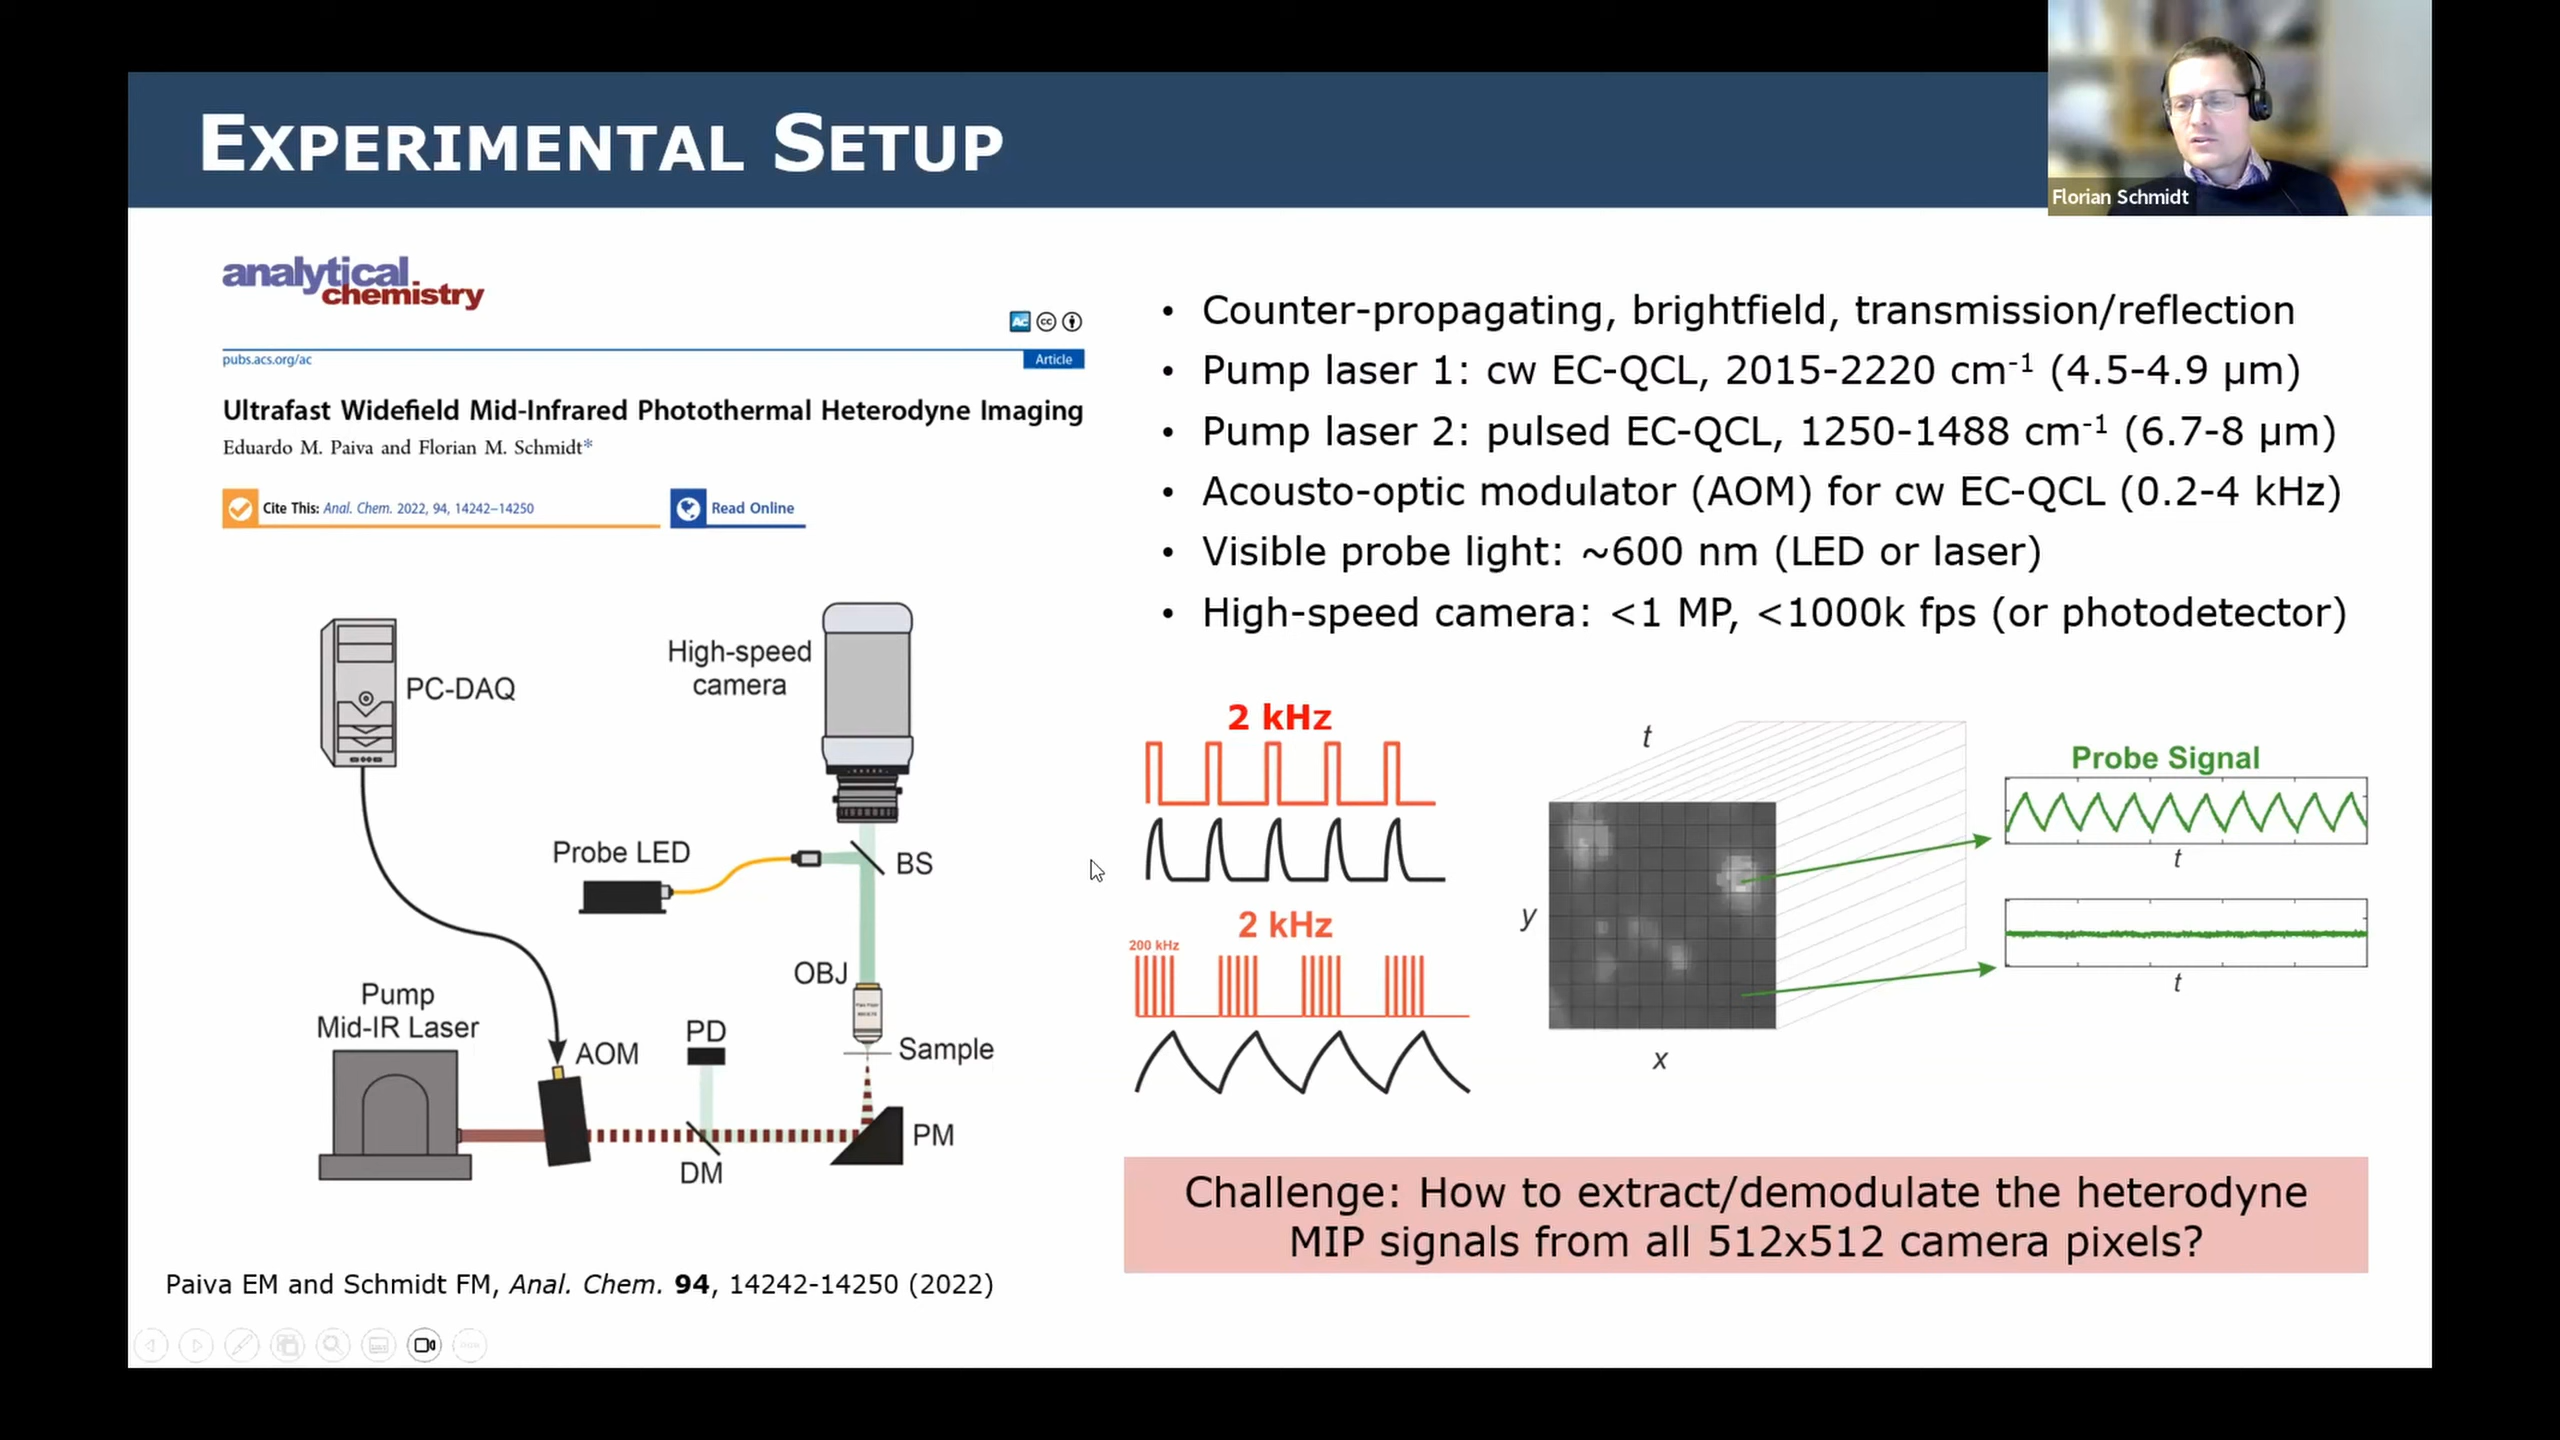 EXPERIMENTAL SETUP
Florian Schmidt
analytical
chemistry
AC cc
pubs.acs.org/ac
Article
Ultrafast Widefield Mid-Infrared Photothermal Heterodyne Imaging
Eduardo M. Paiva and Florian M. Schmidt*
Cite This: Anal. Chem. 2022, 94, 14242–14250
Read Online
• Counter-propagating, brightfield, transmission/reflection
• Pump laser 1: cw EC-QCL, 2015-2220 cm-1 (4.5-4.9 µm)
• Pump laser 2: pulsed EC-QCL, 1250-1488 cm-1 (6.7-8 µm)
• Acousto-optic modulator (AOM) for cw EC-QCL (0.2-4 kHz)
• Visible probe light: ~600 nm (LED or laser)
• High-speed camera: <1 MP, <1000k fps (or photodetector)
PC-DAQ
High-speed
camera
Probe LED
BS
OBJ
Pump
Mid-IR Laser
AOM
PD
Sample
DM
PM
2 kHz
2 kHz
200 kHz
t
y
x
Probe Signal
t
t
Challenge: How to extract/demodulate the heterodyne
MIP signals from all 512x512 camera pixels?
Paiva EM and Schmidt FM, Anal. Chem. 94, 14242-14250 (2022)